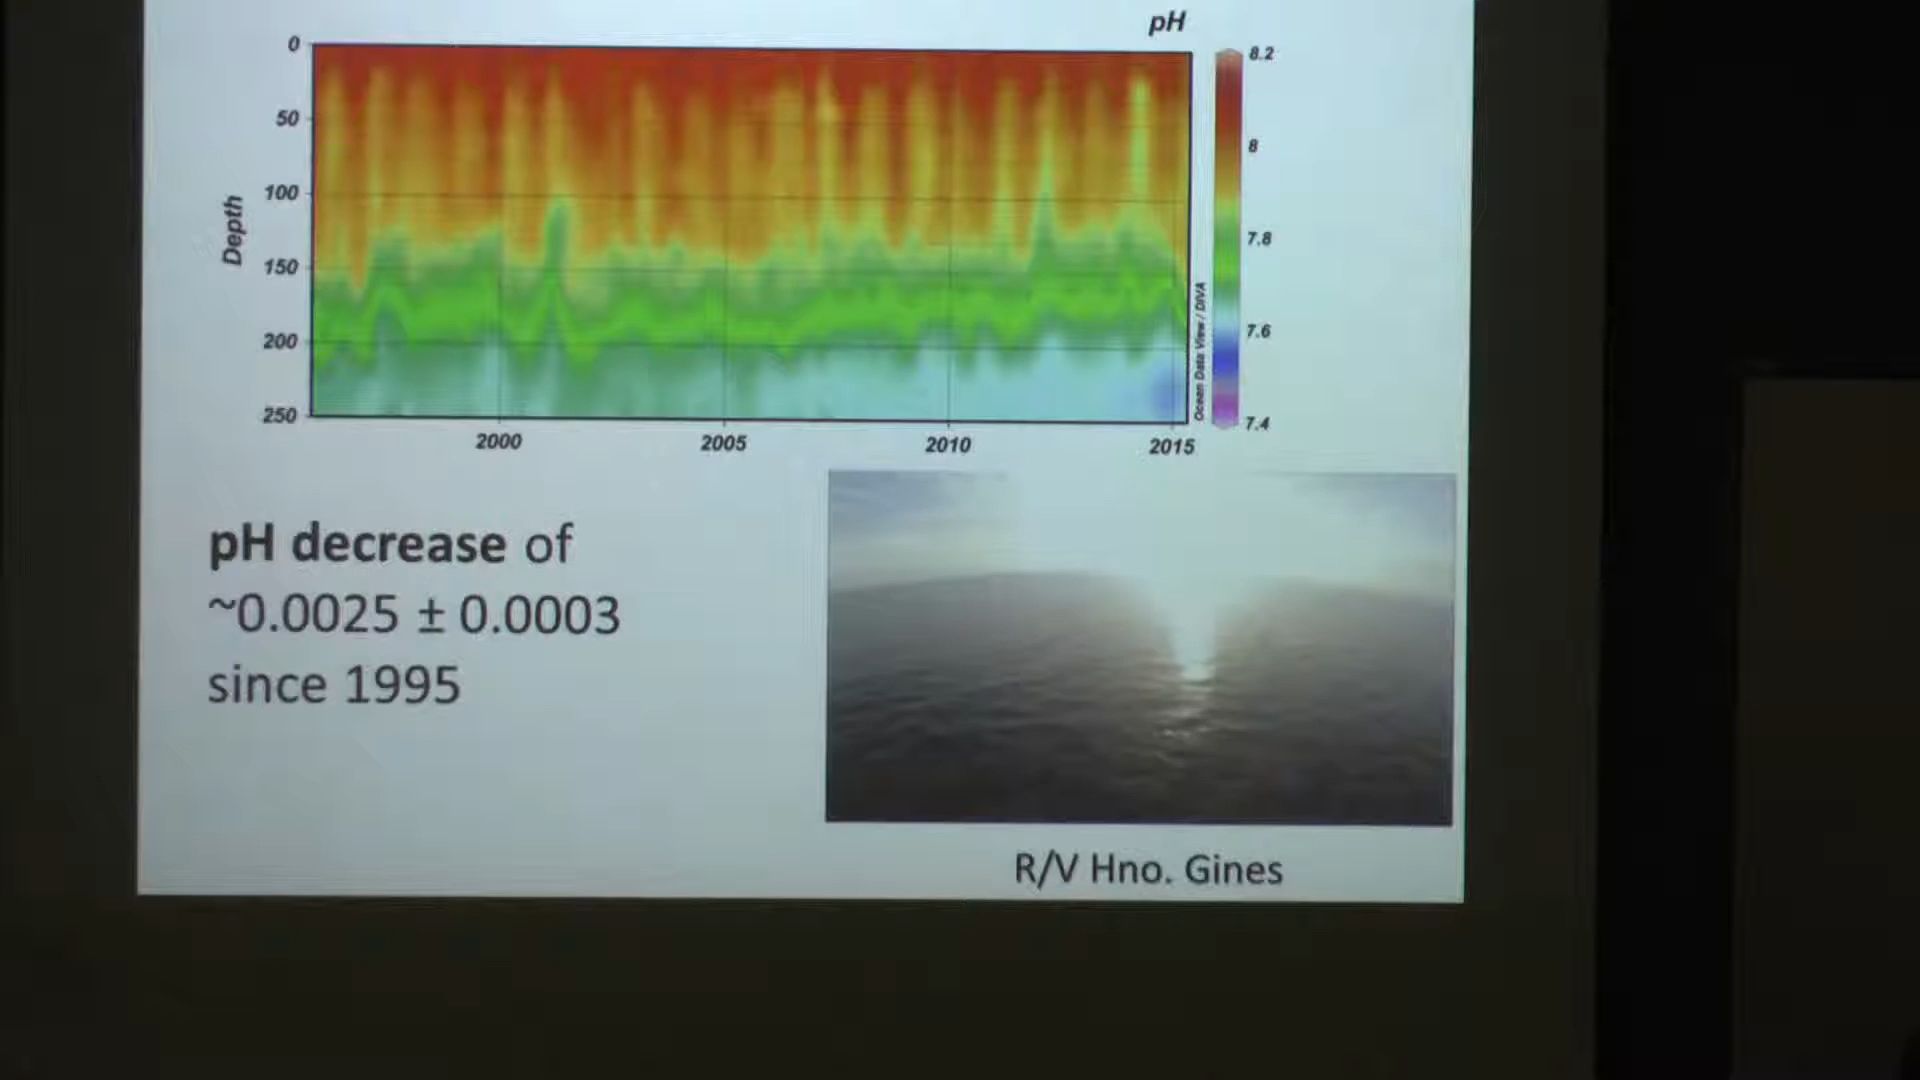 pH
0
50
100
150
200
250
Depth
2000
2005
2010
2015
8.2
8
7.8
7.6
7.4
Ocean Data View / DIVA
pH decrease of
~0.0025 ± 0.0003
since 1995
R/V Hno. Gines